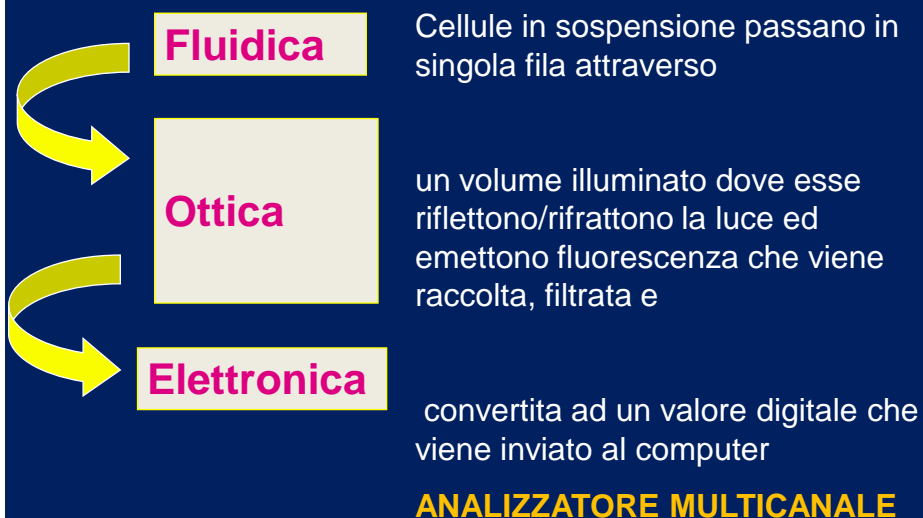 Fluidica
Cellule in sospensione passano in
singola fila attraverso
Ottica
un volume illuminato dove esse
riflettono/rifrattono la luce ed
emettono fluorescenza che viene
raccolta, filtrata e
Elettronica
convertita ad un valore digitale che
viene inviato al computer
ANALIZZATORE MULTICANALE